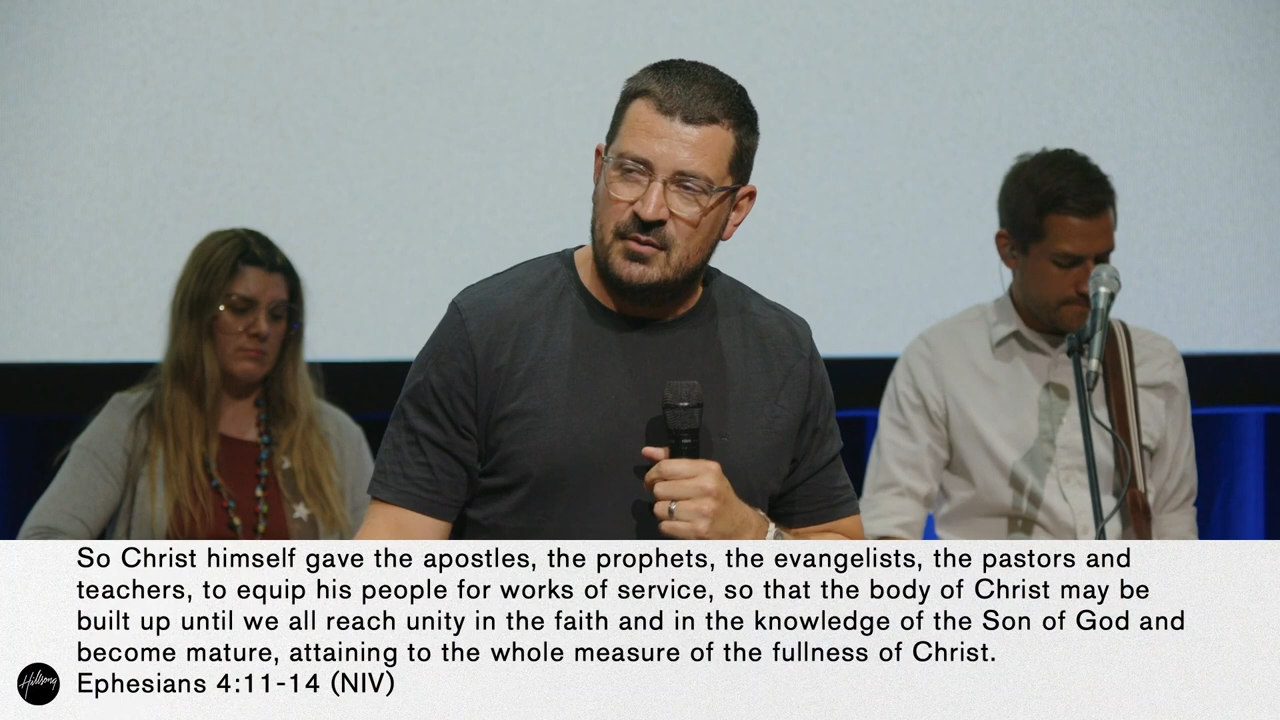 So Christ himself gave the apostles, the prophets, the evangelists, the pastors and
teachers, to equip his people for works of service, so that the body of Christ may be
built up until we all reach unity in the faith and in the knowledge of the Son of God and
become mature, attaining to the whole measure of the fullness of Christ.
Hillsong
Ephesians 4:11-14 (NIV)